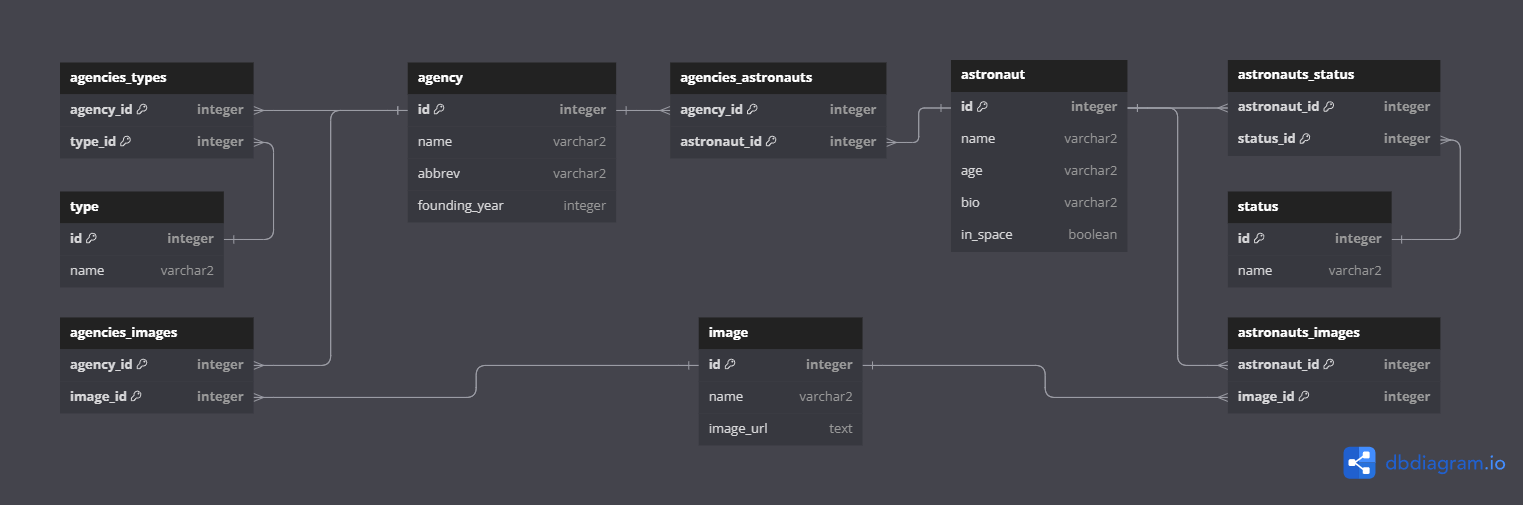 agencies_types
agency_id integer
type_id integer
type
id integer
name varchar2
agencies_images
agency_id integer
image_id integer
agency
id integer
name varchar2
abbrev varchar2
founding_year integer
agencies_astronauts
agency_id integer
astronaut_id integer
image
id integer
name varchar2
image_url text
astronaut
id integer
name varchar2
age varchar2
bio varchar2
in_space boolean
astronauts_status
astronaut_id integer
status_id integer
status
id integer
name varchar2
astronauts_images
astronaut_id integer
image_id integer
dbdiagram.io